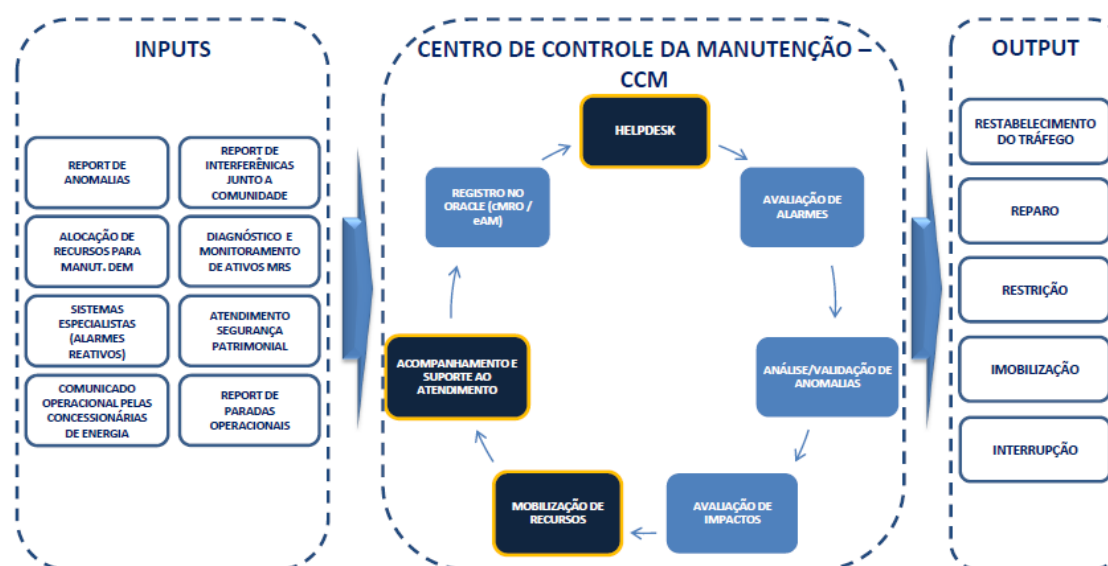 INPUTS
REPORT DE
ANOMALIAS
REPORT DE
INTERFERÊNICAS
JUNTO A
COMUNIDADE
ALOCAÇÃO DE
RECURSOS PARA
MANUT. DEM
DIAGNÓSTICO E
MONITORAMENTO
DE ATIVOS MRS
SISTEMAS
ESPECIALISTAS
(ALARMES
REATIVOS)
ATENDIMENTO
SEGURANÇA
PATRIMONIAL
COMUNICADO
OPERACIONAL PELAS
CONCESSIONÁRIAS
DE ENERGIA
REPORT DE
PARADAS
OPERACIONAIS
CENTRO DE CONTROLE DA MANUTENÇÃO –
CCM
HELPDESK
AVALIAÇÃO DE
ALARMES
ANÁLISE/VALIDAÇÃO DE
ANOMALIAS
AVALIAÇÃO DE
IMPACTOS
MOBILIZAÇÃO DE
RECURSOS
ACOMPANHAMENTO E
SUPORTE AO
ATENDIMENTO
REGISTRO NO
ORACLE (cMRO /
eAM)
OUTPUT
RESTABELECIMENTO
DO TRÁFEGO
REPARO
RESTRIÇÃO
IMOBILIZAÇÃO
INTERRUPÇÃO